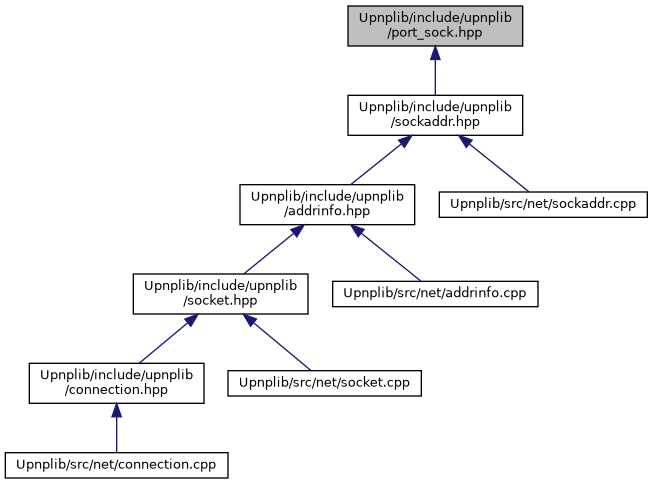 Upnplib/include/upnplib
/port_sock.hpp
Upnplib/include/upnplib
/sockaddr.hpp
Upnplib/include/upnplib
/addrinfo.hpp
Upnplib/src/net/sockaddr.cpp
Upnplib/include/upnplib
/socket.hpp
Upnplib/src/net/addrinfo.cpp
Upnplib/include/upnplib
/connection.hpp
Upnplib/src/net/socket.cpp
Upnplib/src/net/connection.cpp